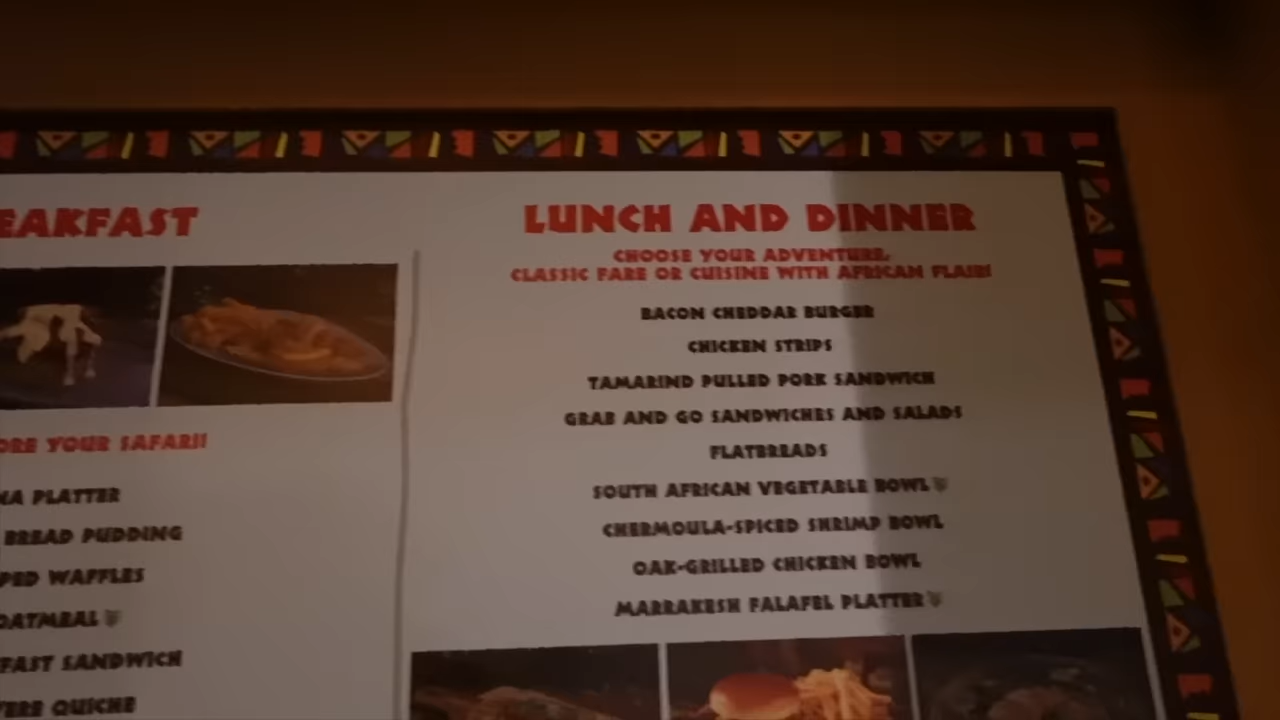 EAKFAST
ORE YOUR SAFARI!
NA PLATTER
BREAD PUDDING
PED WAFFLES
OATMEAL
FAST SANDWICH
YERE QUICHE
LUNCH AND DINNER
CHOOSE YOUR ADVENTURE,
CLASSIC FARE OR CUISINE WITH AFRICAN FLAIR!
BACON CHEDDAR BURGER
CHICKEN STRIPS
TAMARIND PULLED PORK SANDWICH
GRAB AND GO SANDWICHES AND SALADS
FLATBREADS
SOUTH AFRICAN VEGETABLE BOWL
CHERMOULA-SPICED SHRIMP BOWL
OAK-GRILLED CHICKEN BOWL
MARRAKESH FALAFEL PLATTER